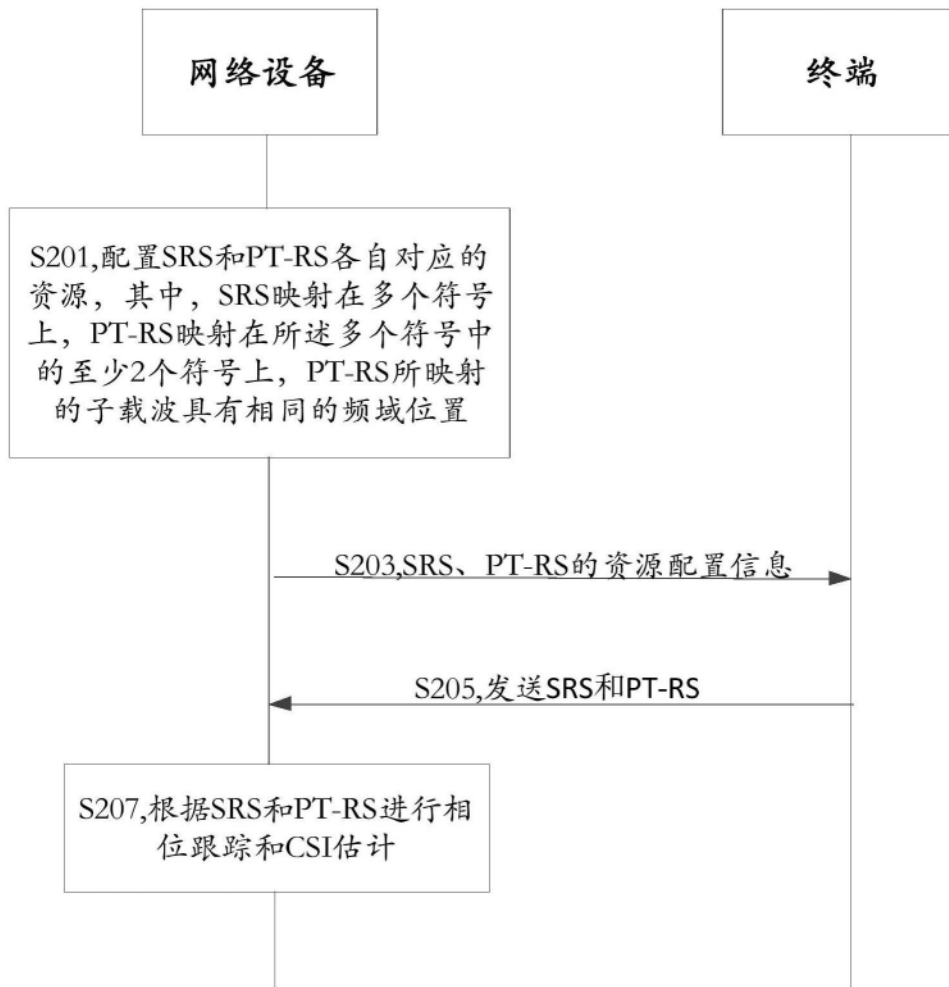 网络设备
终端
S201,配置SRS和PT-RS各自对应的
资源，其中，SRS映射在多个符号
上，PT-RS映射在所述多个符号中
的至少2个符号上，PT-RS所映射
的子载波具有相同的频域位置
S203,SRS、PT-RS的资源配置信息
S205,发送SRS和PT-RS
S207,根据SRS和PT-RS进行相
位跟踪和CSI估计